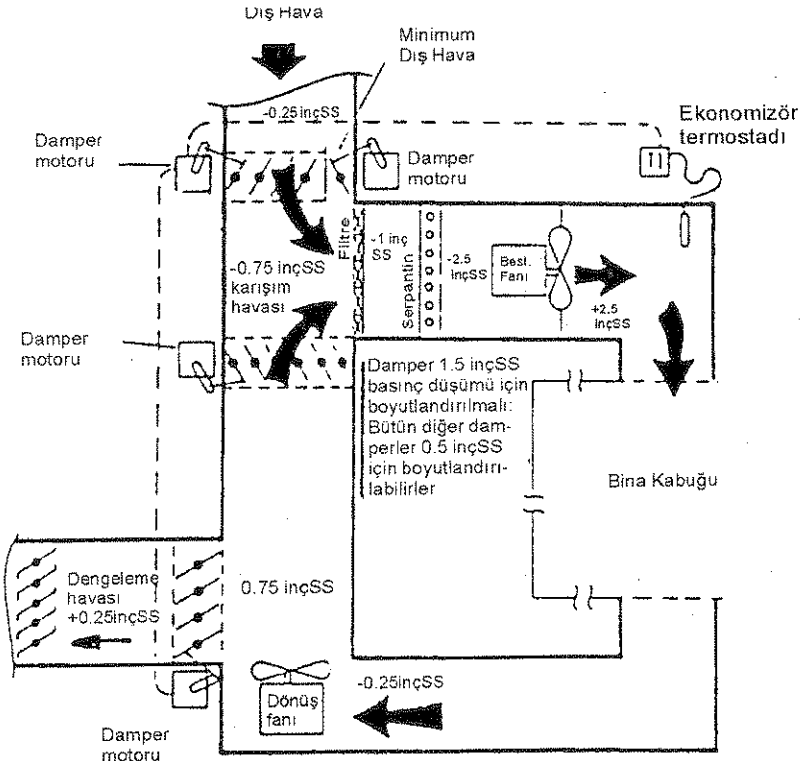 Dış Hava
Minimum
Dış Hava
-0.25 inçSS
Ekonomizör
termostadı
Damper
motoru
Damper
motoru
Filtre
-1 inç
SS
Serpantin
-2.5
inçSS
Best.
Fanı
+2.5
inçSS
-0.75 inçSS
karışım
havası
Damper
motoru
Damper 1.5 inçSS
basınç düşümü için
boyutlandırılmalı:
Bütün diğer dam-
perler 0.5 inçSS
için boyutlandırı-
labilirler
Bina Kabuğu
Dengeleme
havası
+0.25inçSS
0.75 inçSS
-0.25inçSS
Dönüş
fanı
Damper
motoru